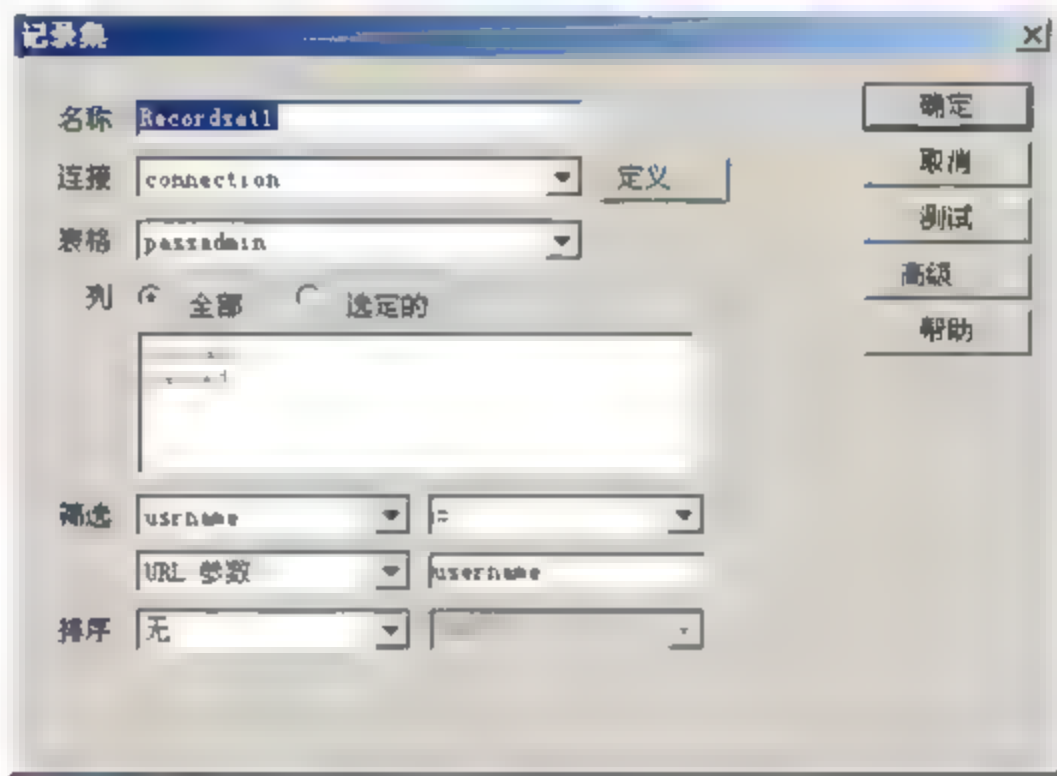 记录集
名称 Recordset1 确定
连接 connection 定义 取消
表格 passadmin 测试
列 全部 选定的 高级
帮助
筛选 usrname =
URL 参数 username
排序 无